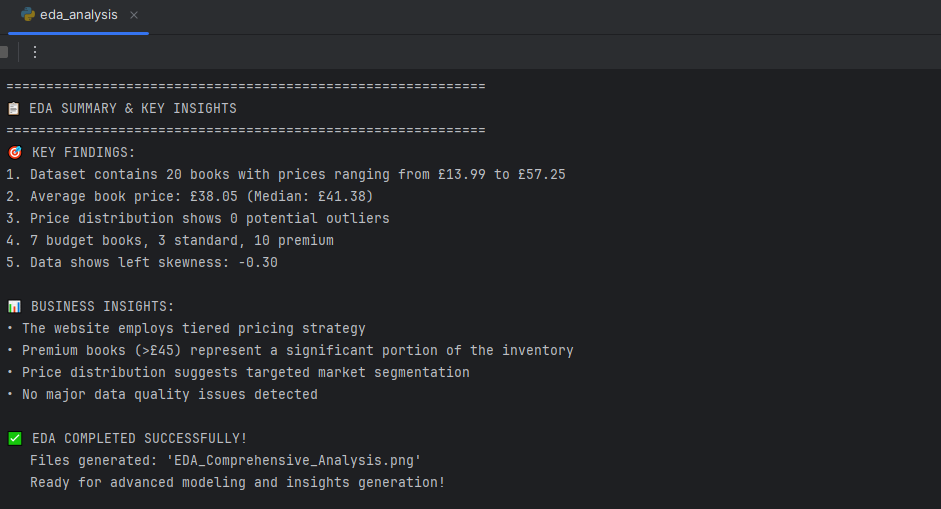 eda_analysis
============================================================
📋 EDA SUMMARY & KEY INSIGHTS
============================================================
🎯 KEY FINDINGS:
1. Dataset contains 20 books with prices ranging from £13.99 to £57.25
2. Average book price: £38.05 (Median: £41.38)
3. Price distribution shows 0 potential outliers
4. 7 budget books, 3 standard, 10 premium
5. Data shows left skewness: -0.30
📊 BUSINESS INSIGHTS:
• The website employs tiered pricing strategy
• Premium books (>£45) represent a significant portion of the inventory
• Price distribution suggests targeted market segmentation
• No major data quality issues detected
✅ EDA COMPLETED SUCCESSFULLY!
Files generated: 'EDA_Comprehensive_Analysis.png'
Ready for advanced modeling and insights generation!